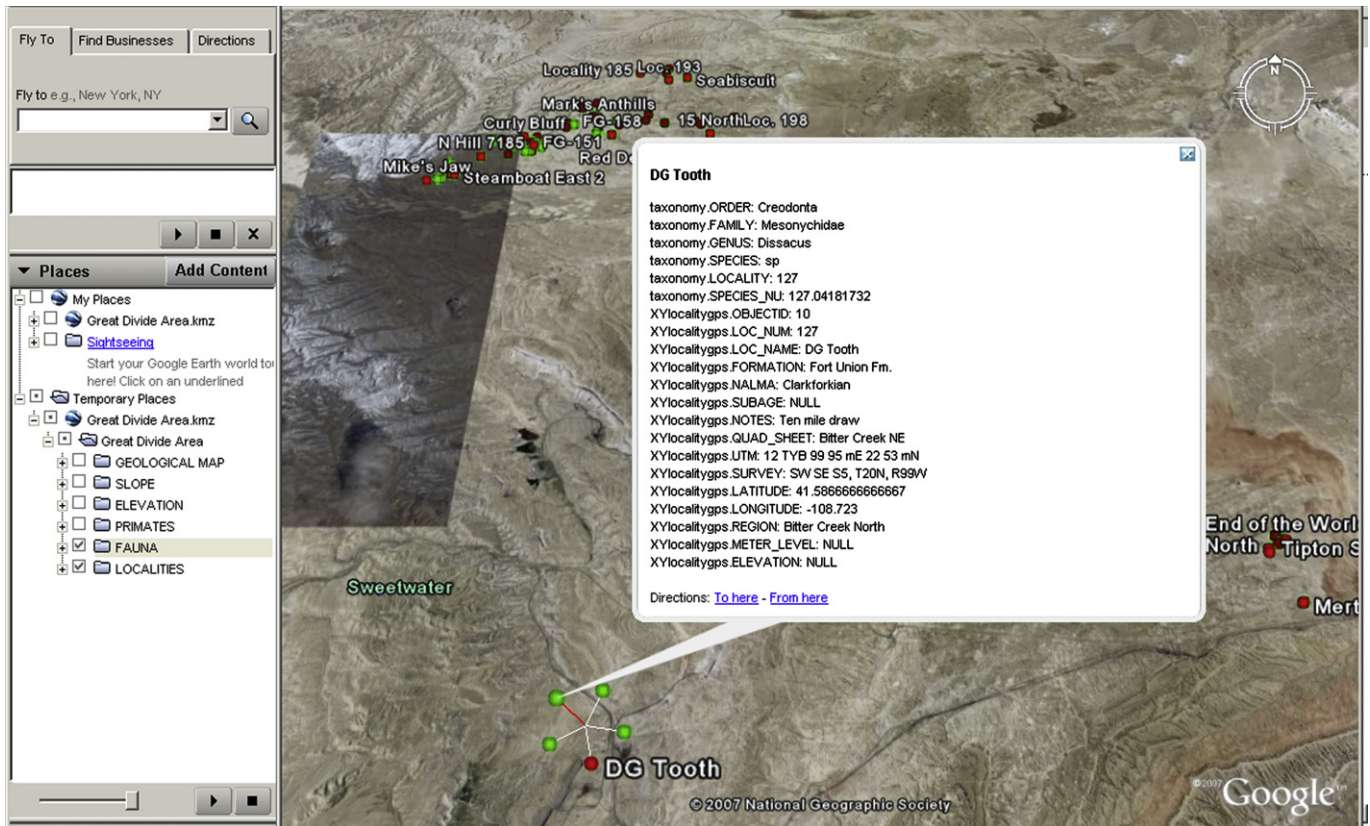 Fly To
Find Businesses
Directions
Fly to e.g., New York, NY
Places
Add Content
My Places
Great Divide Area.kmz
Sightseeing
Start your Google Earth world to
here! Click on an underlined
Temporary Places
Great Divide Area.kmz
Great Divide Area
GEOLOGICAL MAP
SLOPE
ELEVATION
PRIMATES
FAUNA
LOCALITIES
N
Locality 185 Loc. 193
Seabiscuit
Mark's Anthills
Curly Bluff FG-158 15 North Loc. 198
N Hill 7185 FG-151
Red D
Mike's Jaw
Steamboat East 2
DG Tooth
taxonomy.ORDER: Creodonta
taxonomy.FAMILY: Mesonychidae
taxonomy.GENUS: Dissacus
taxonomy.SPECIES: sp
taxonomy.LOCALITY: 127
taxonomy.SPECIES_NU: 127.04181732
XYlocalitygps.OBJECTID: 10
XYlocalitygps.LOC_NUM: 127
XYlocalitygps.LOC_NAME: DG Tooth
XYlocalitygps.FORMATION: Fort Union Fm.
XYlocalitygps.NALMA: Clarkforkian
XYlocalitygps.SUBAGE: NULL
XYlocalitygps.NOTES: Ten mile draw
XYlocalitygps.QUAD_SHEET: Bitter Creek NE
XYlocalitygps.UTM: 12 TYB 99 95 mE 22 53 mN
XYlocalitygps.SURVEY: SW SE S5, T20N, R99W
XYlocalitygps.LATITUDE: 41.5866666666667
XYlocalitygps.LONGITUDE: -108.723
XYlocalitygps.REGION: Bitter Creek North
XYlocalitygps.METER_LEVEL: NULL
XYlocalitygps.ELEVATION: NULL
Directions: To here - From here
End of the Worl
North Tipton S
Mert
Sweetwater
DG Tooth
© 2007 National Geographic Society
©2007 Google™